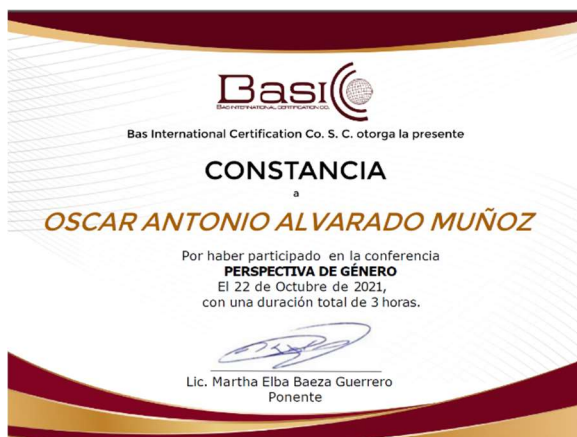 Basic
BAS INTERNATIONAL CERTIFICATION CO.
Bas International Certification Co. S. C. otorga la presente
CONSTANCIA
a
OSCAR ANTONIO ALVARADO MUÑOZ
Por haber participado en la conferencia
PERSPECTIVA DE GÉNERO
El 22 de Octubre de 2021,
con una duración total de 3 horas.
Lic. Martha Elba Baeza Guerrero
Ponente